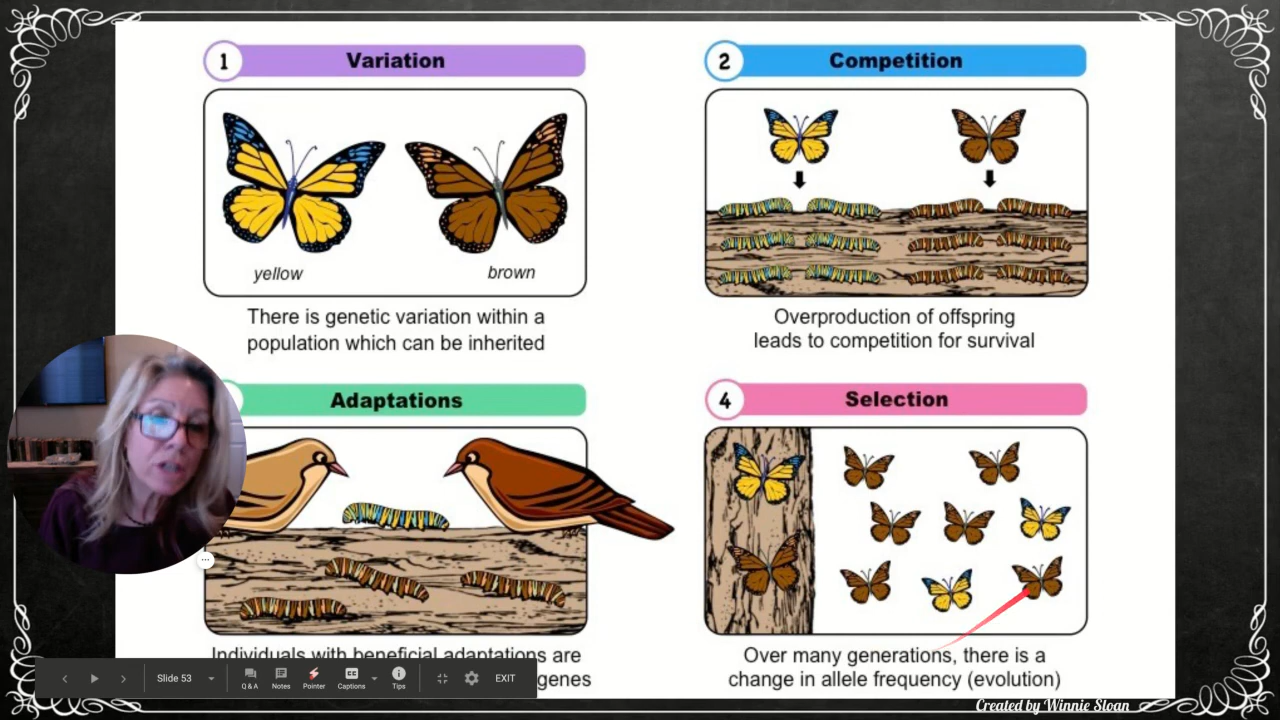 1
Variation
yellow
brown
There is genetic variation within a
population which can be inherited
2
Competition
Overproduction of offspring
leads to competition for survival
Adaptations
Individuals with beneficial adaptations are
genes
4
Selection
Over many generations, there is a
change in allele frequency (evolution)
Slide 53
Q & A
Notes
Pointer
CC
Captions
Tips
EXIT
Created by Winnie Sloan